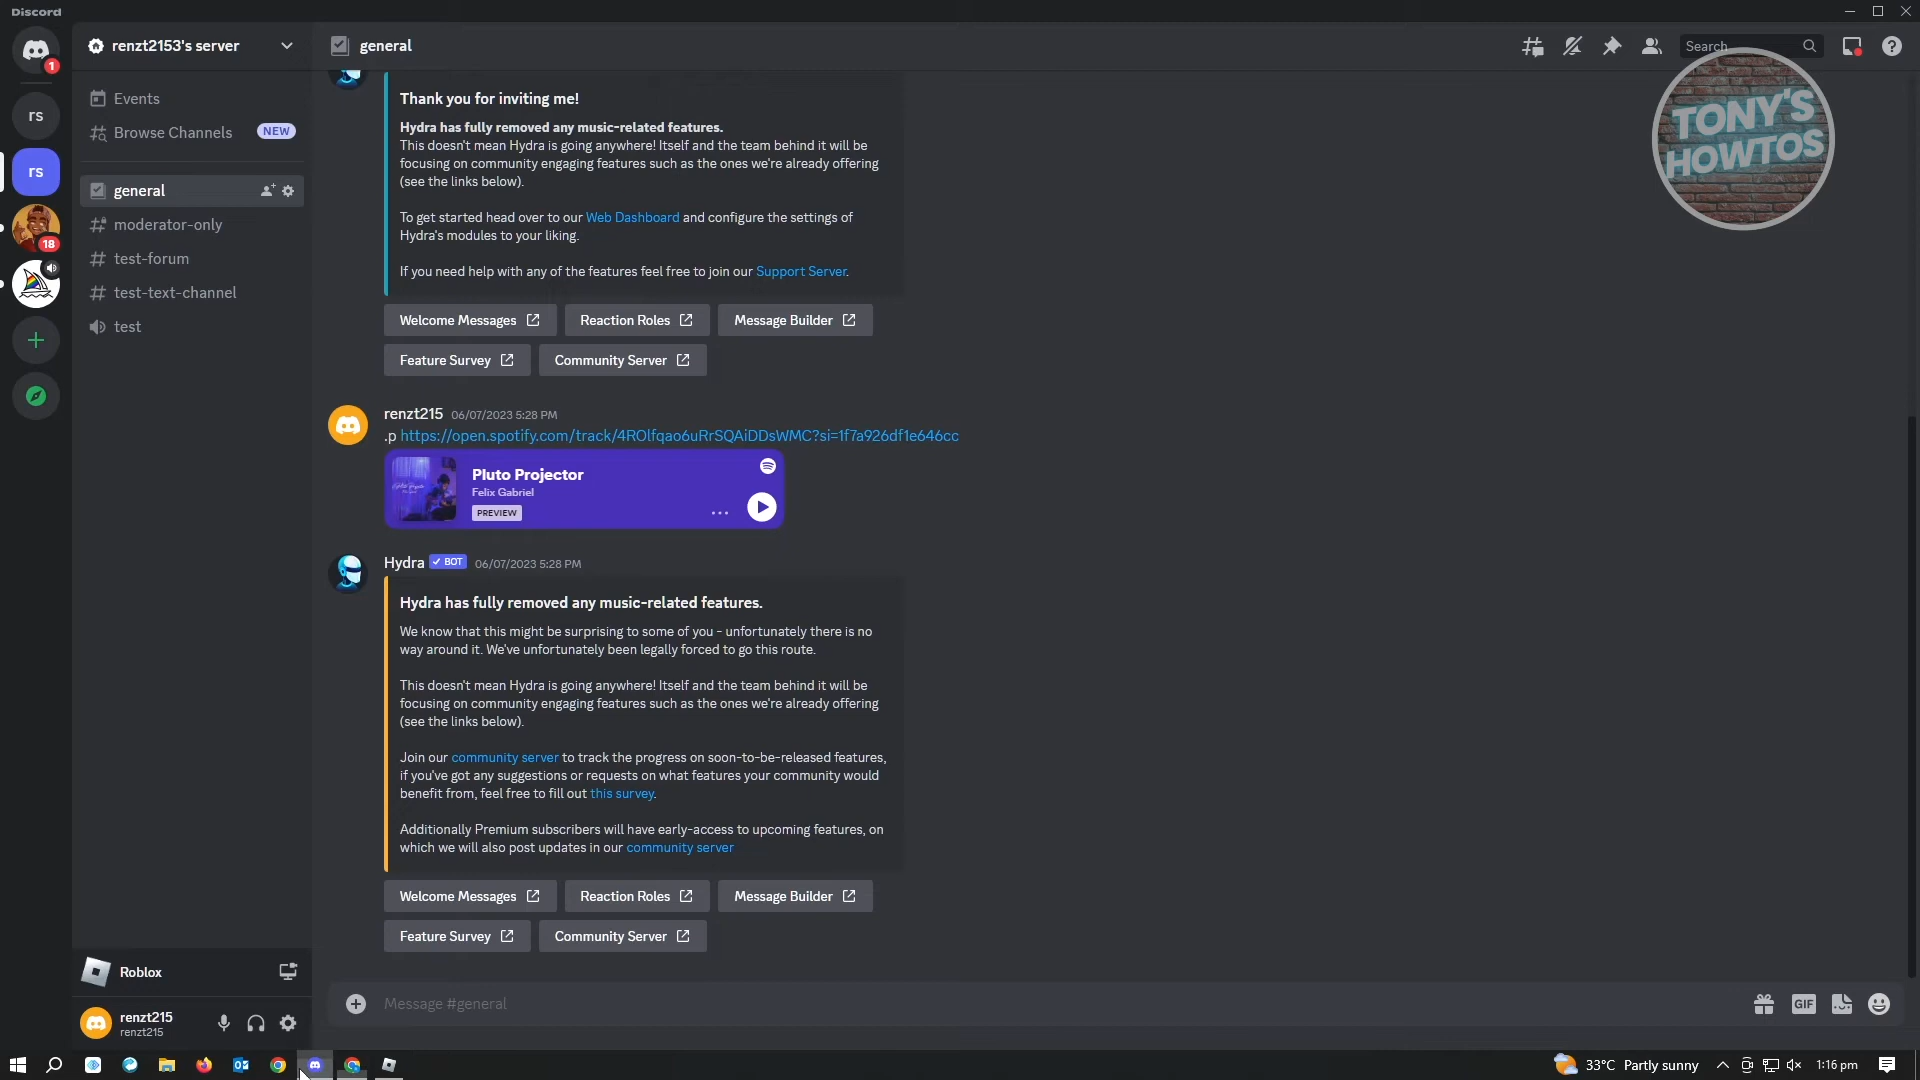 Discord
renzt2153's server
general
Search
1
rs
rs
18
Events
Browse Channels NEW
general
moderator-only
test-forum
test-text-channel
test
TONY'S
HOWTOS
Thank you for inviting me!
Hydra has fully removed any music-related features.
This doesn't mean Hydra is going anywhere! Itself and the team behind it will be
focusing on community engaging features such as the ones we're already offering
(see the links below).
To get started head over to our Web Dashboard and configure the settings of
Hydra's modules to your liking.
If you need help with any of the features feel free to join our Support Server.
Welcome Messages Reaction Roles Message Builder
Feature Survey Community Server
renzt215 06/07/2023 5:28 PM
.p https://open.spotify.com/track/4ROlfqao6uRrSQAiDDsWMC?si=1f7a926df1e646cc
Pluto Projector
Felix Gabriel
PREVIEW
Hydra BOT 06/07/2023 5:28 PM
Hydra has fully removed any music-related features.
We know that this might be surprising to some of you - unfortunately there is no
way around it. We've unfortunately been legally forced to go this route.
This doesn't mean Hydra is going anywhere! Itself and the team behind it will be
focusing on community engaging features such as the ones we're already offering
(see the links below).
Join our community server to track the progress on soon-to-be-released features,
if you've got any suggestions or requests on what features your community would
benefit from, feel free to fill out this survey.
Additionally Premium subscribers will have early-access to upcoming features, on
which we will also post updates in our community server
Welcome Messages Reaction Roles Message Builder
Feature Survey Community Server
Roblox
renzt215
renzt215
Message #general
GIF
33°C Partly sunny
1:16 pm